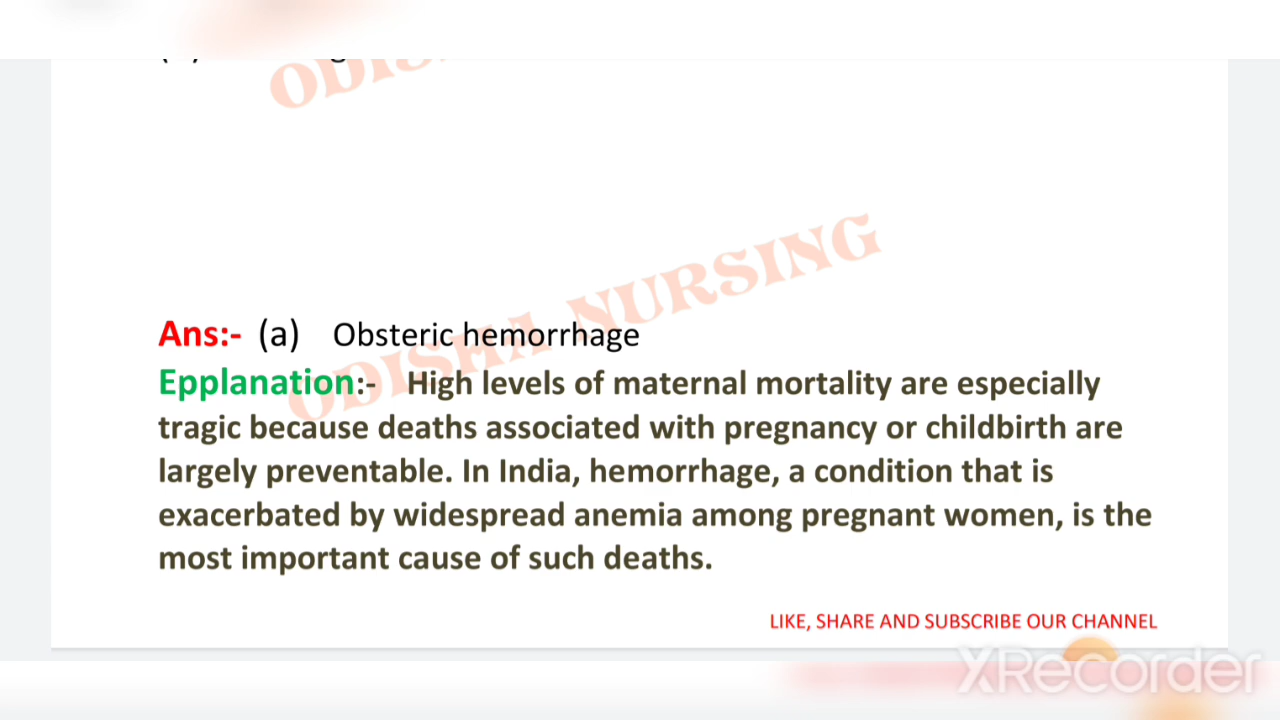 ODISHA NURSING
Ans:- (a) Obsteric hemorrhage
Epplanation:- High levels of maternal mortality are especially
tragic because deaths associated with pregnancy or childbirth are
largely preventable. In India, hemorrhage, a condition that is
exacerbated by widespread anemia among pregnant women, is the
most important cause of such deaths.
LIKE, SHARE AND SUBSCRIBE OUR CHANNEL
XRecorder